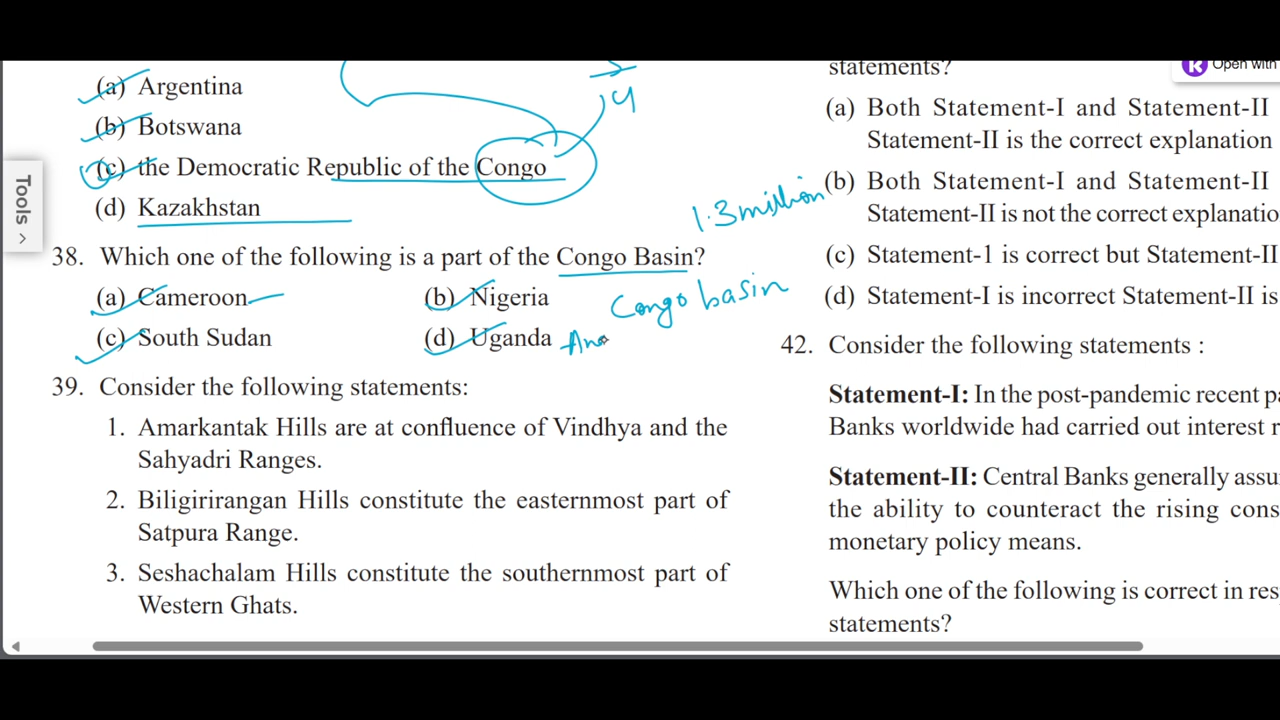 (a) Argentina
(b) Botswana
(c) the Democratic Republic of the Congo
(d) Kazakhstan
38. Which one of the following is a part of the Congo Basin?
(a) Cameroon
(b) Nigeria
(c) South Sudan
(d) Uganda
4
1.3 million
Congo basin
An
39. Consider the following statements:
1. Amarkantak Hills are at confluence of Vindhya and the
Sahyadri Ranges.
2. Biligirirangan Hills constitute the easternmost part of
Satpura Range.
3. Seshachalam Hills constitute the southernmost part of
Western Ghats.
statements?
(a) Both Statement-I and Statement-II
Statement-II is the correct explanation
(b) Both Statement-I and Statement-II
Statement-II is not the correct explanatio
(c) Statement-1 is correct but Statement-II
(d) Statement-I is incorrect Statement-II is
42. Consider the following statements :
Statement-I: In the post-pandemic recent pa
Banks worldwide had carried out interest r
Statement-II: Central Banks generally assu
the ability to counteract the rising cons
monetary policy means.
Which one of the following is correct in res
statements?
Tools >
K Open with